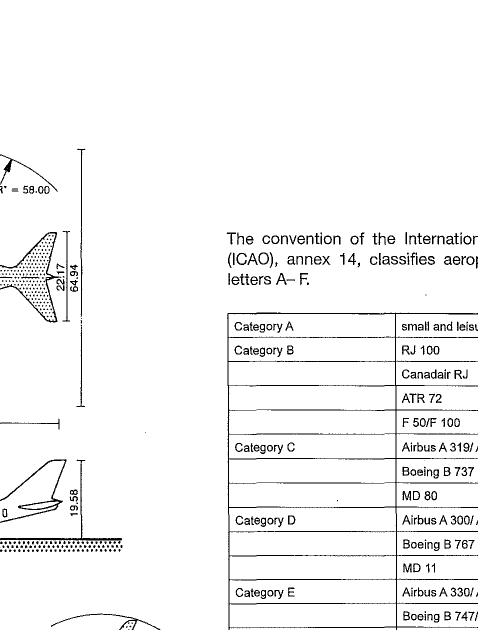 R" = 58.00
22.17
64.94
19.58
The convention of the Internation
(ICAO), annex 14, classifies aerop
letters A– F.
Category A small and leisu
Category B RJ 100
Canadair RJ
ATR 72
F 50/F 100
Category C Airbus A 319/
Boeing B 737
MD 80
Category D Airbus A 300/
Boeing B 767
MD 11
Category E Airbus A 330/
Boeing B 747/